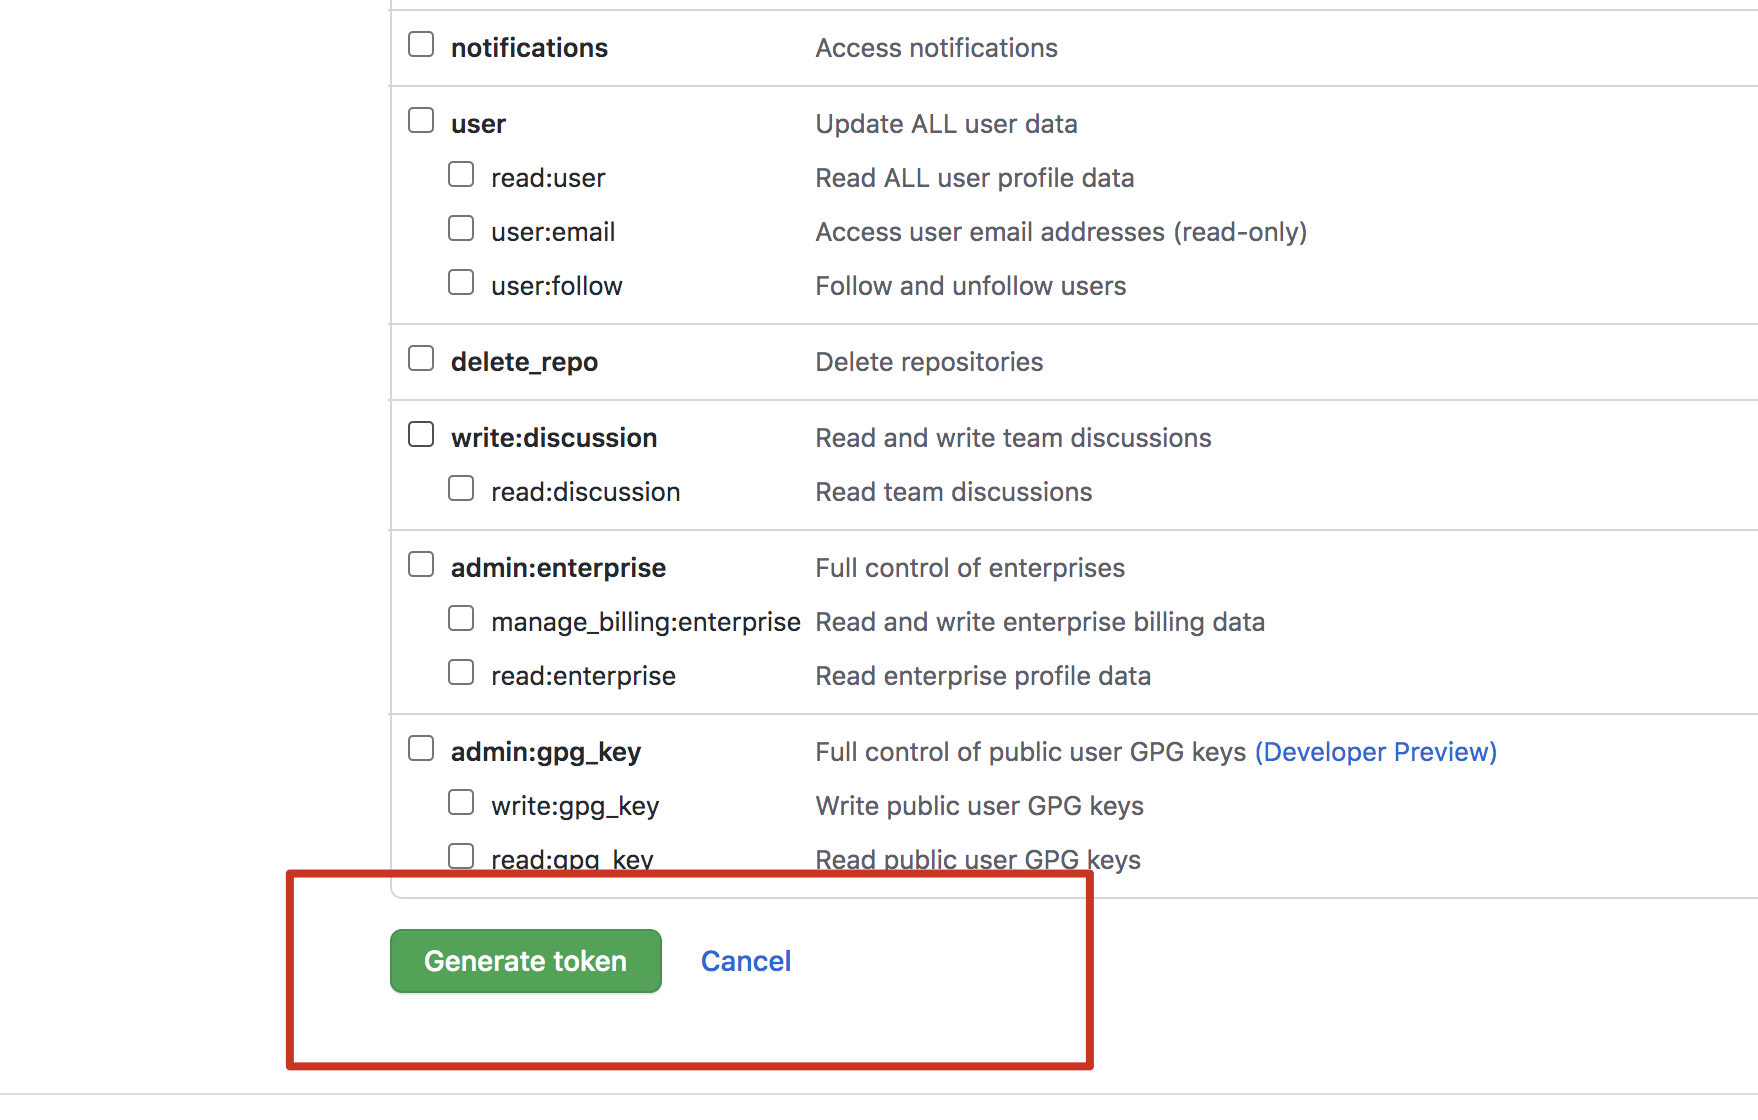 notifications Access notifications
user Update ALL user data
read:user Read ALL user profile data
user:email Access user email addresses (read-only)
user:follow Follow and unfollow users
delete_repo Delete repositories
write:discussion Read and write team discussions
read:discussion Read team discussions
admin:enterprise Full control of enterprises
manage_billing:enterprise Read and write enterprise billing data
read:enterprise Read enterprise profile data
admin:gpg_key Full control of public user GPG keys (Developer Preview)
write:gpg_key Write public user GPG keys
read:gpg_key Read public user GPG keys
Generate token Cancel